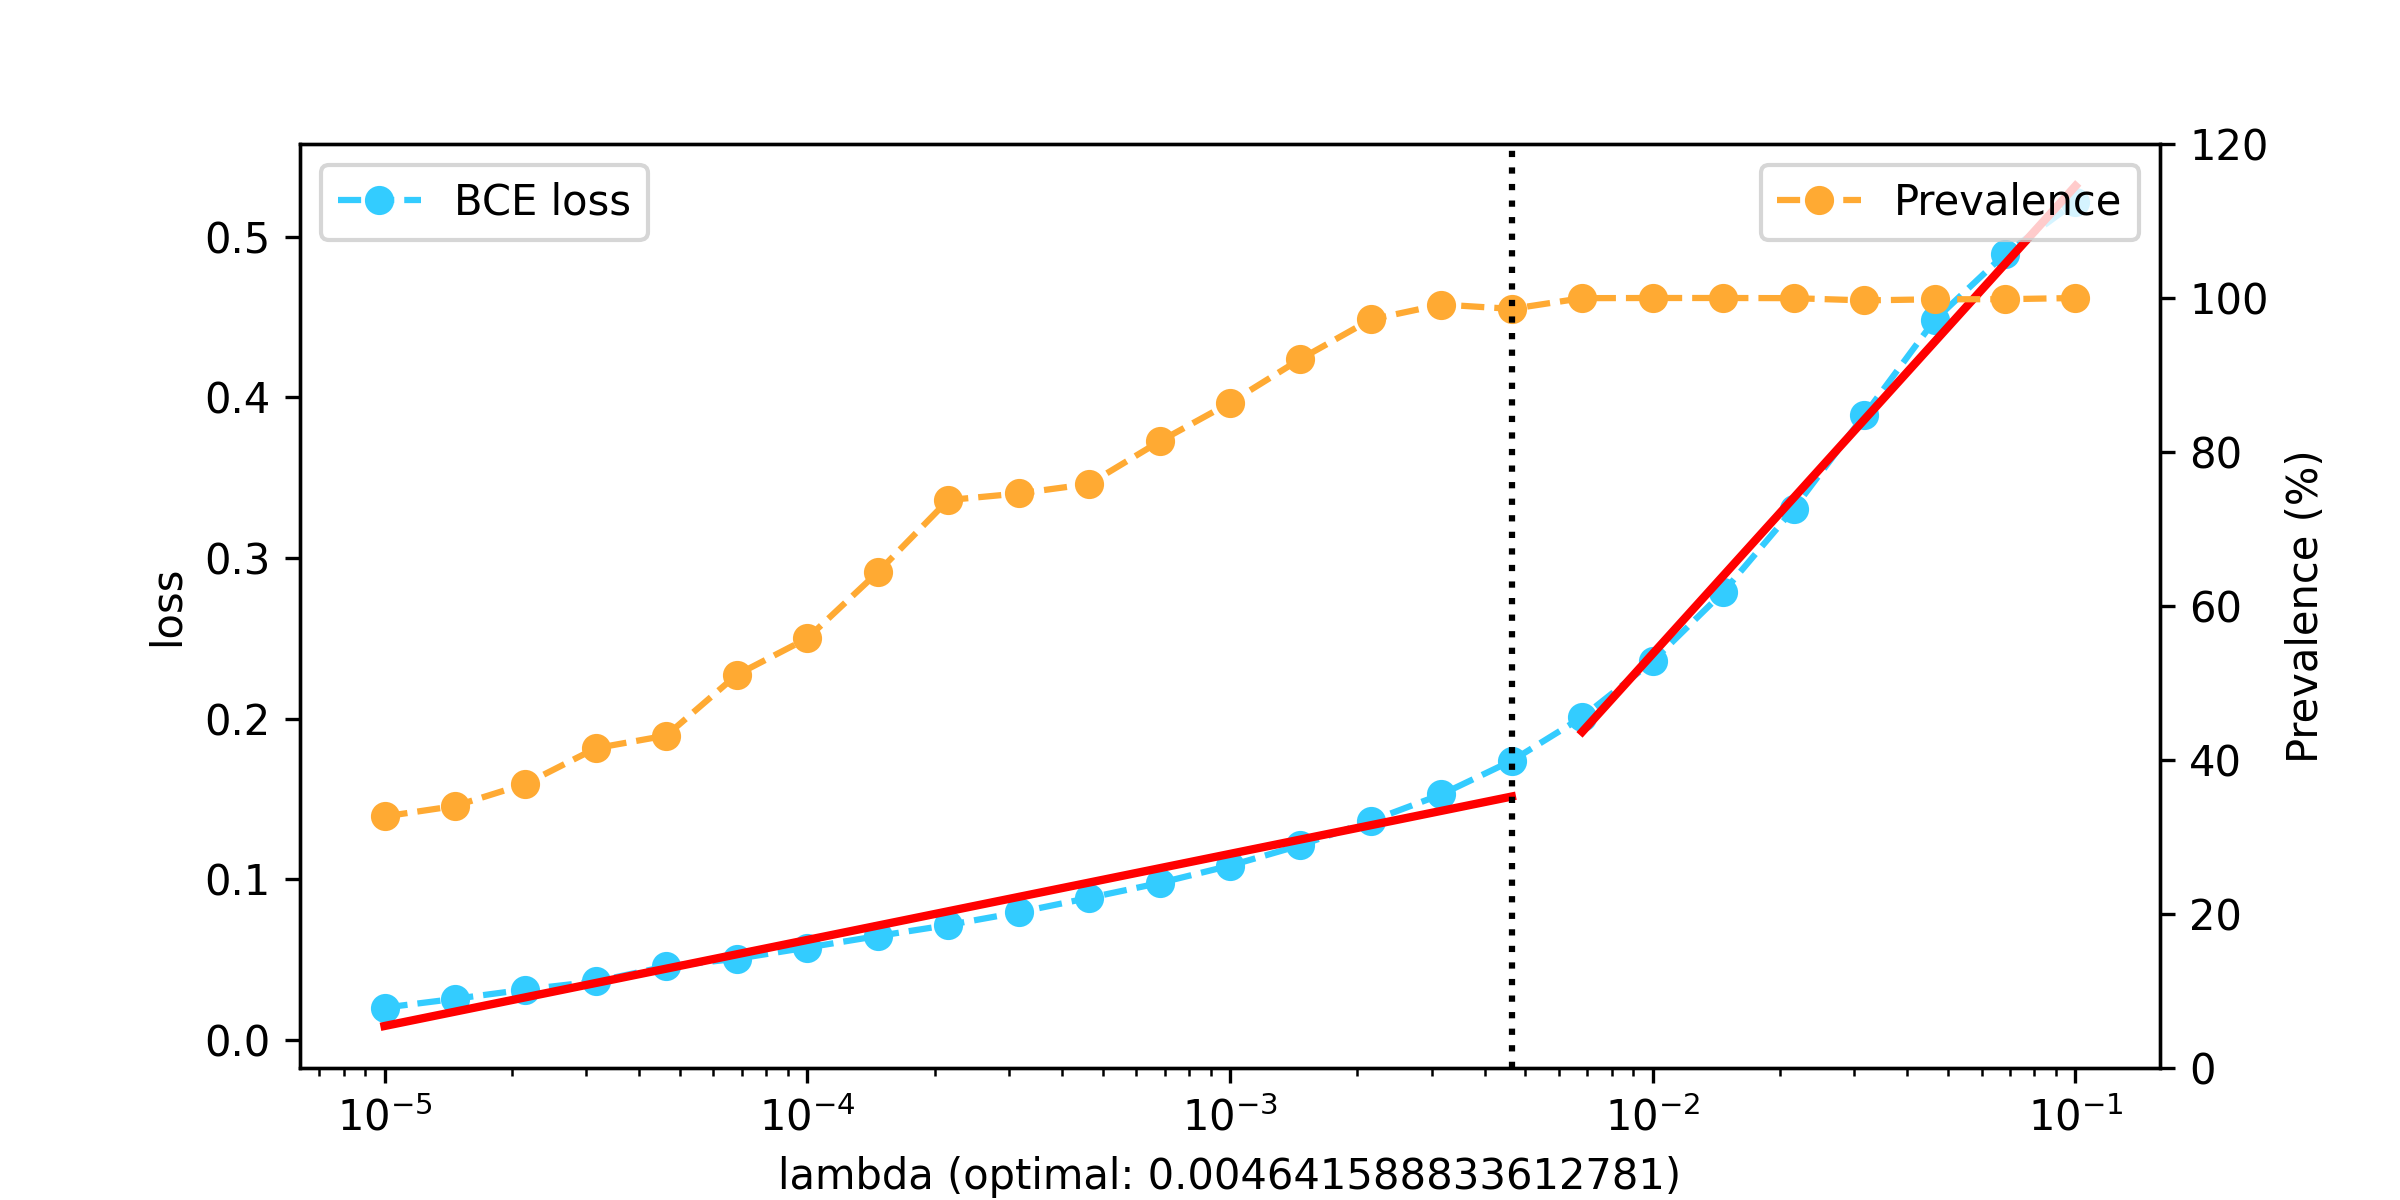 BCE loss
Prevalence
0.5
0.4
0.3
0.2
0.1
0.0
loss
120
100
80
60
40
20
0
Prevalence (%)
10⁻⁵ 10⁻⁴ 10⁻³ 10⁻² 10⁻¹
lambda (optimal: 0.004641588833612781)